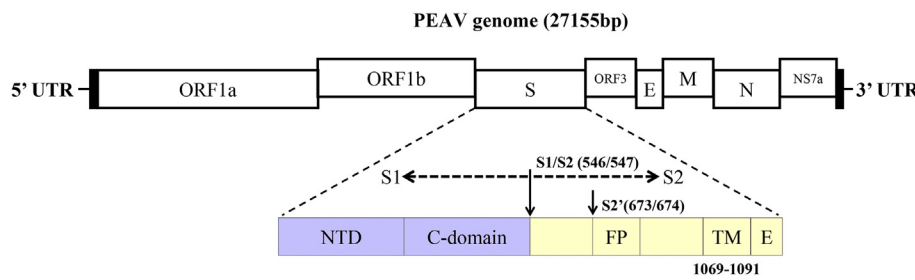 PEAV genome (27155bp)
5' UTR ORF1a ORF1b S ORF3 E M N NS7a 3' UTR
S1/S2 (546/547)
S1 S2
S2'(673/674)
NTD C-domain FP TM E
1069-1091